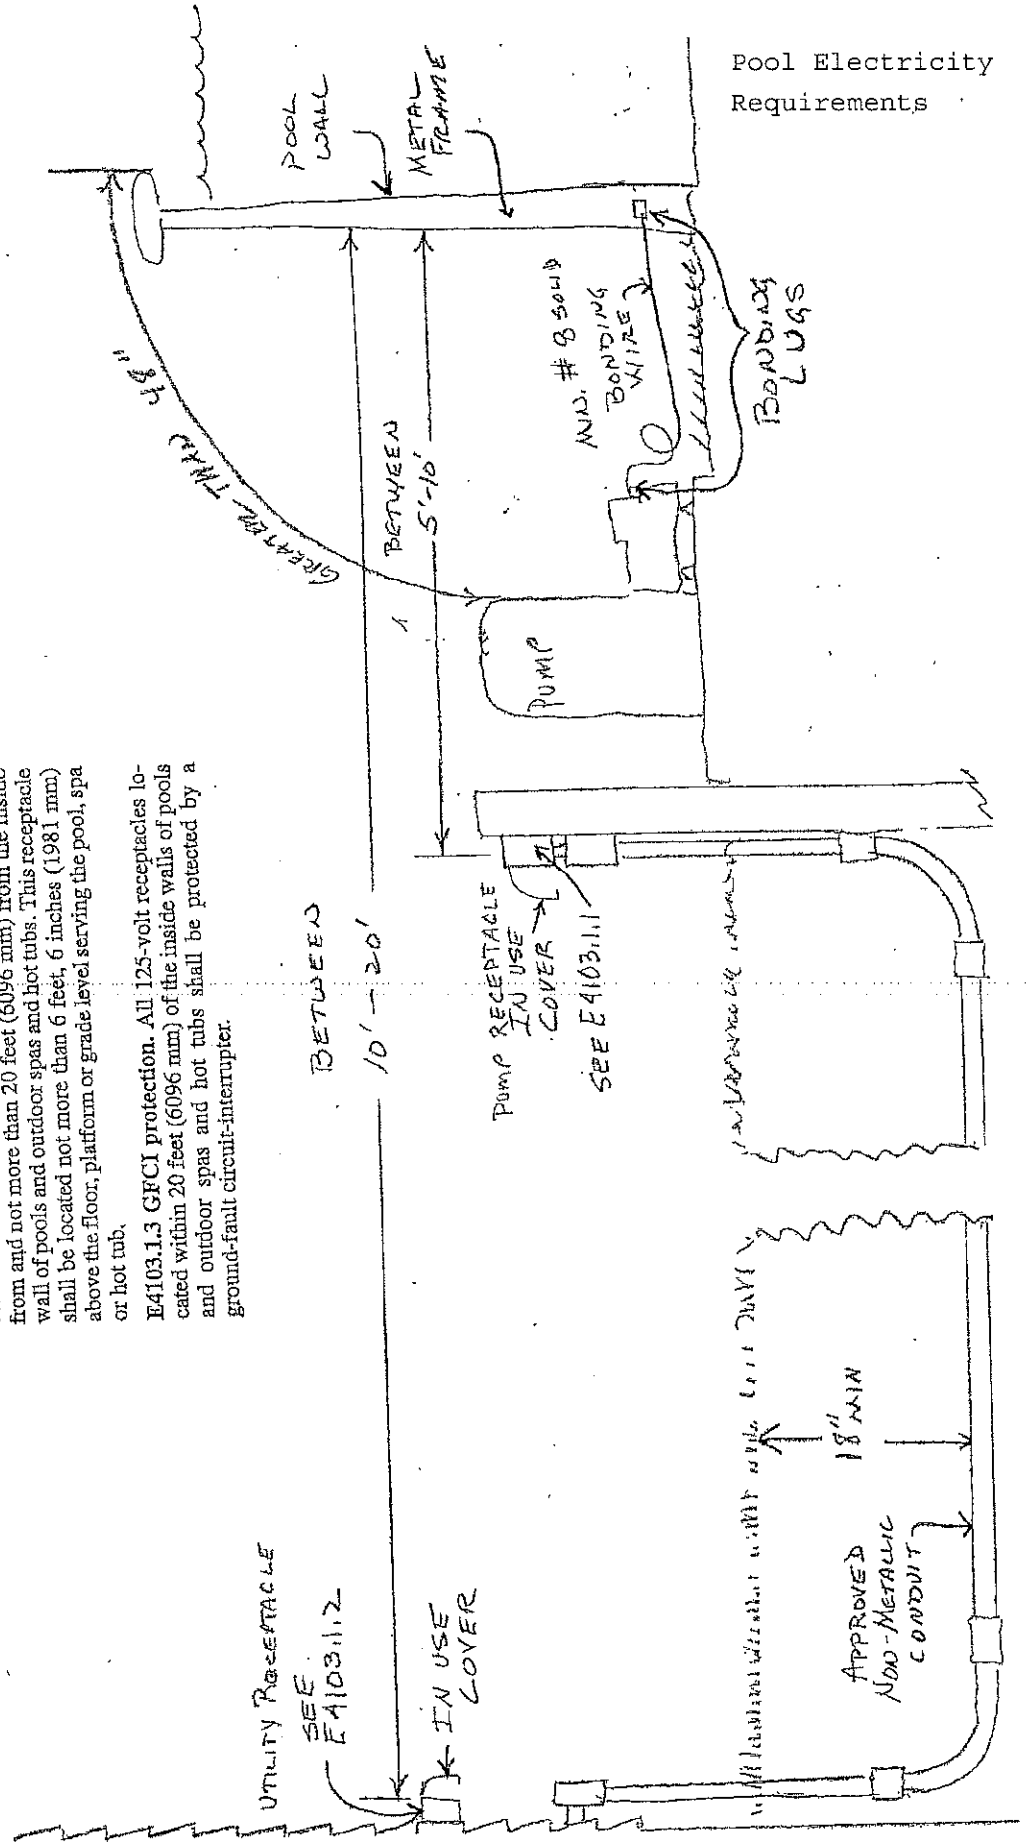 Pool Electricity
Requirements
from and not more than 20 feet (6096 mm) from the inside
wall of pools and outdoor spas and hot tubs. This receptacle
shall be located not more than 6 feet, 6 inches (1981 mm)
above the floor, platform or grade level serving the pool, spa
or hot tub.
E4103.1.3 GFCI protection. All 125-volt receptacles lo-
cated within 20 feet (6096 mm) of the inside walls of pools
and outdoor spas and hot tubs shall be protected by a
ground-fault circuit-interrupter.
UTILITY RECEPTACLE
SEE
E4103.1.2
IN USE
COVER
BETWEEN
10' - 20'
GREATER THAN 48"
BETWEEN
5'-10'
POOL
WALL
METAL
FRAME
PUMP RECEPTACLE
IN USE
COVER
SEE E4103.1.1
PUMP
MIN. #8 SOLID
BONDING
WIRE
BONDING
LUGS
18" MIN
APPROVED
NON-METALLIC
CONDUIT